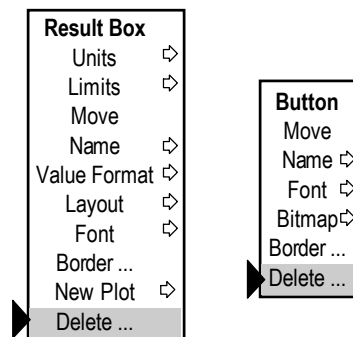 Result Box
Units
Limits
Move
Name
Value Format
Layout
Font
Border ...
New Plot
Delete ...
Button
Move
Name
Font
Bitmap
Border ...
Delete ...